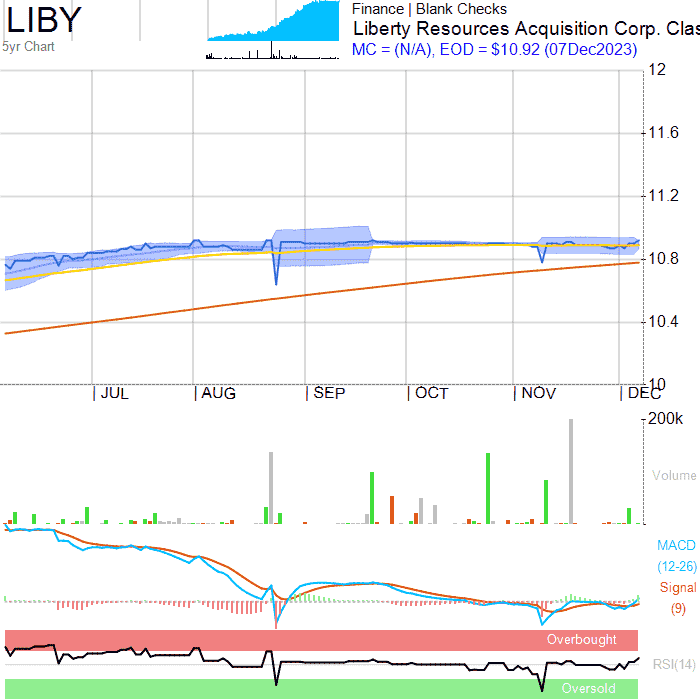 LIBY
5yr Chart
Finance | Blank Checks
Liberty Resources Acquisition Corp. Clas
MC = (N/A), EOD = $10.92 (07Dec2023)
12
11.6
11.2
10.8
10.4
10
JUL AUG SEP OCT NOV DEC
200k
Volume
MACD
(12-26)
Signal
(9)
Overbought
RSI(14)
Oversold